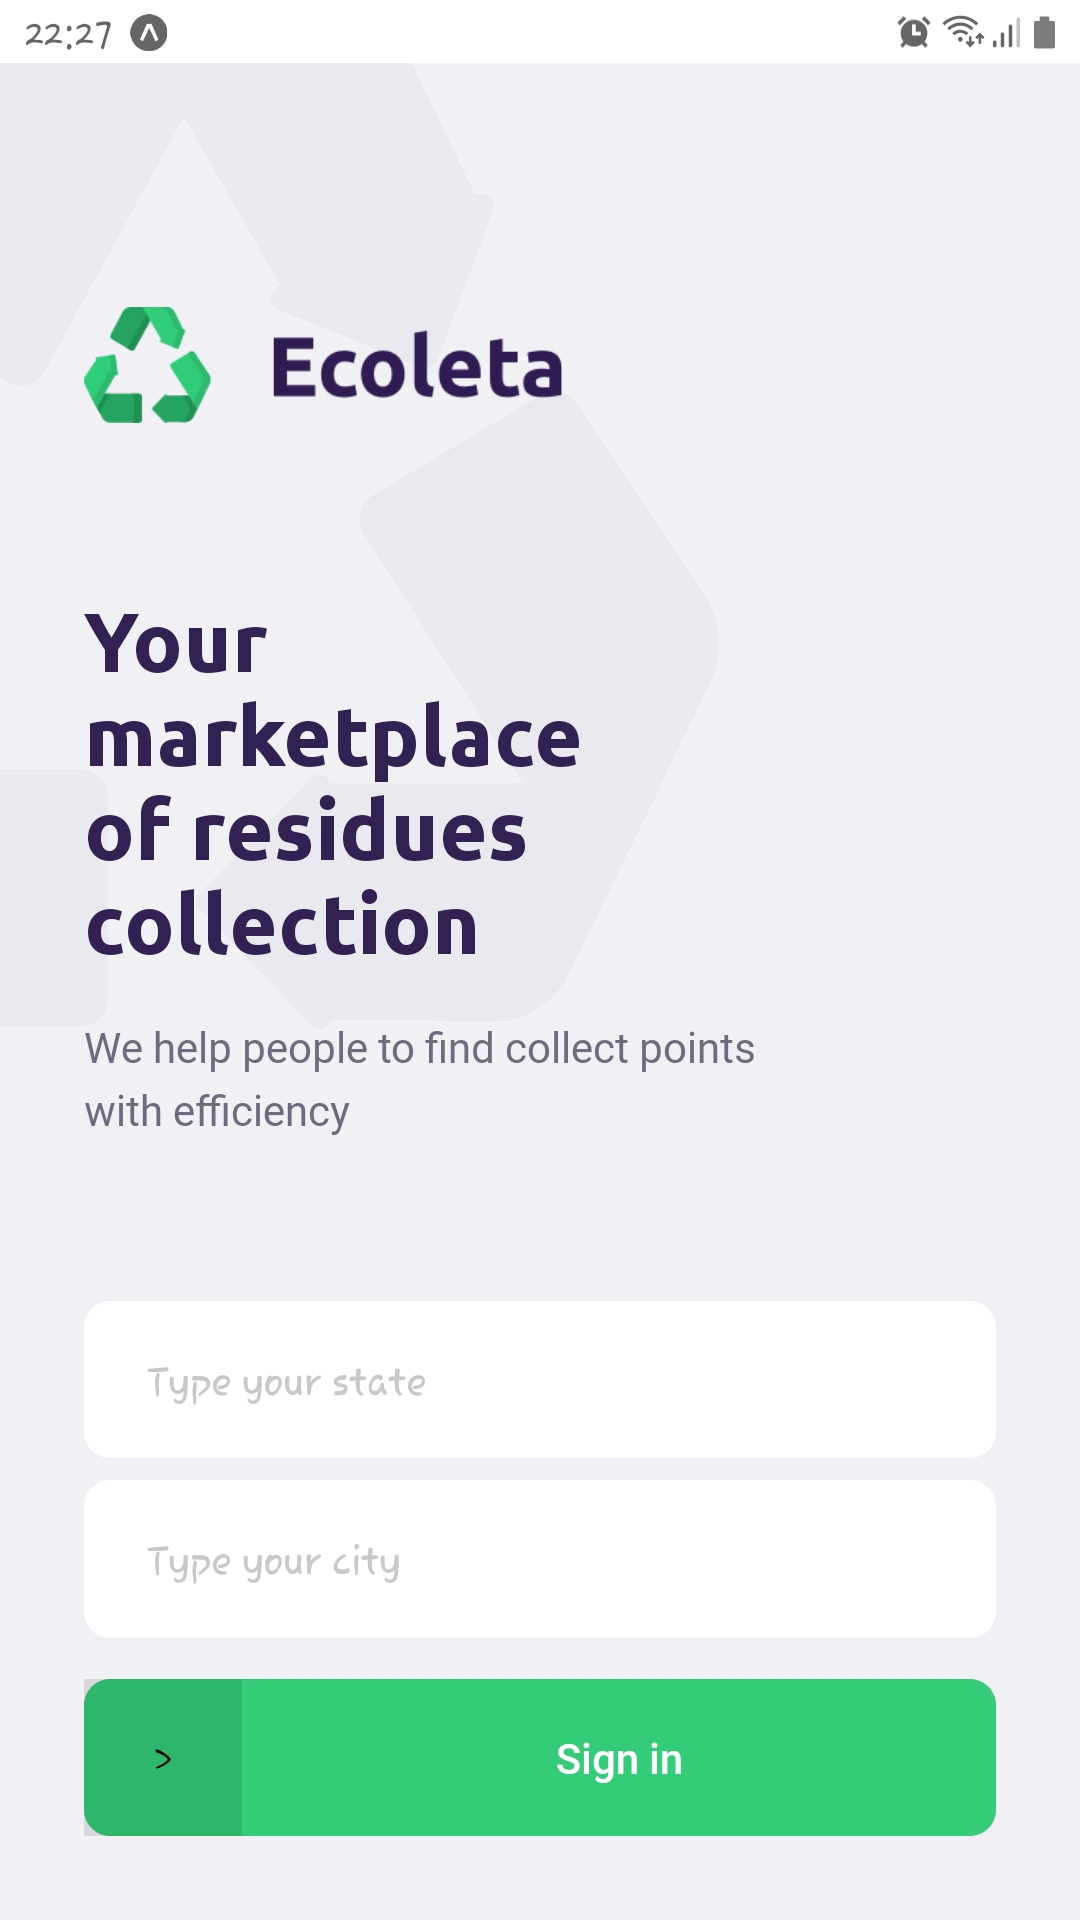 22:27
Ecoleta
Your
marketplace
of residues
collection
We help people to find collect points
with efficiency
Type your state
Type your city
> Sign in